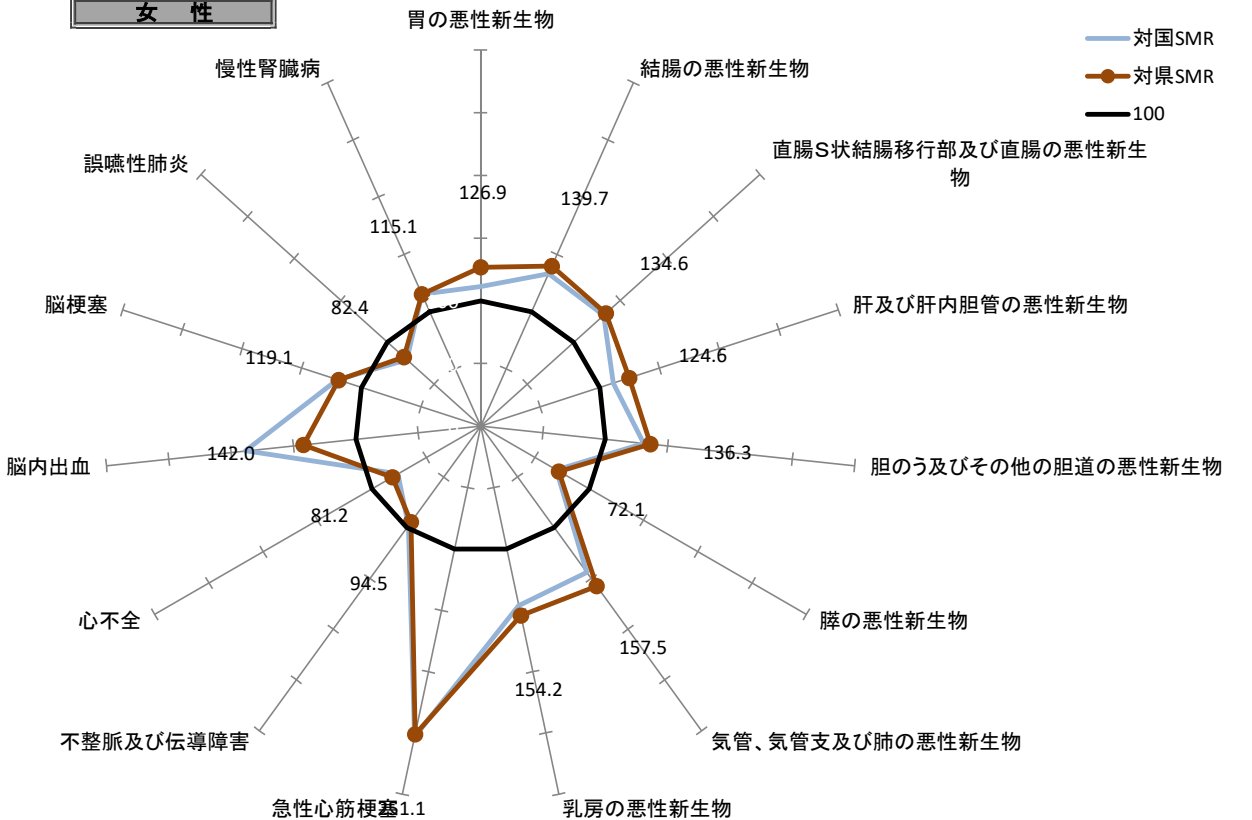 女 性
胃の悪性新生物
対国SMR
対県SMR
100
慢性腎臓病
結腸の悪性新生物
誤嚥性肺炎
直腸S状結腸移行部及び直腸の悪性新生
物
126.9
139.7
115.1
134.6
脳梗塞
82.4
肝及び肝内胆管の悪性新生物
119.1
124.6
脳内出血
142.0
136.3
胆のう及びその他の胆道の悪性新生物
81.2
72.1
心不全
94.5
膵の悪性新生物
157.5
154.2
不整脈及び伝導障害
気管、気管支及び肺の悪性新生物
急性心筋梗塞
251.1
乳房の悪性新生物